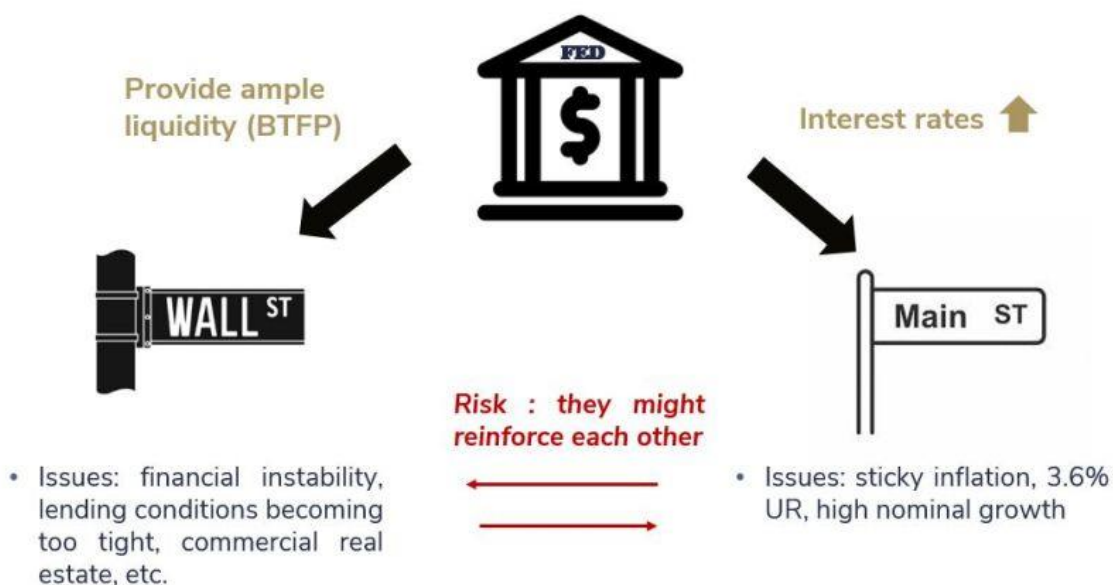 FED
$
Provide ample
liquidity (BTFP)
Interest rates
WALL ST
Main ST
Risk : they might
reinforce each other
• Issues: financial instability,
lending conditions becoming
too tight, commercial real
estate, etc.
• Issues: sticky inflation, 3.6%
UR, high nominal growth